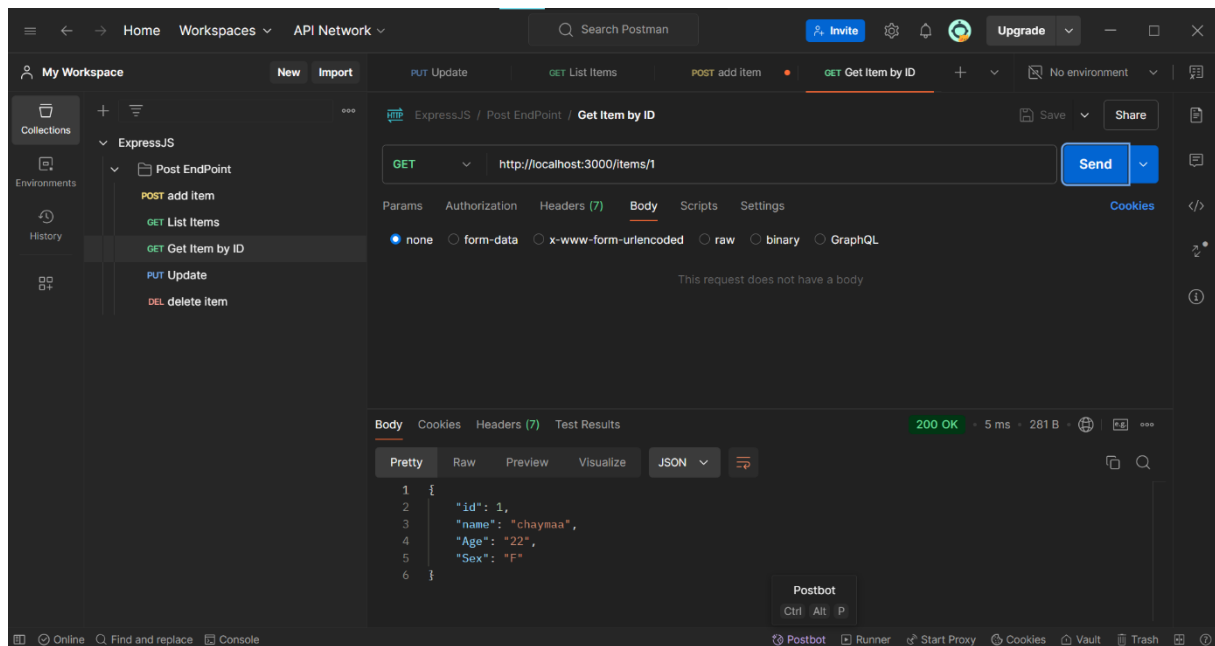 Home Workspaces API Network Search Postman Invite Upgrade
My Workspace New Import PUT Update GET List Items POST add item GET Get Item by ID No environment
Collections
Environments
History
ExpressJS
Post EndPoint
POST add item
GET List Items
GET Get Item by ID
PUT Update
DEL delete item
HTTP ExpressJS / Post EndPoint / Get Item by ID Save Share
GET http://localhost:3000/items/1 Send
Params Authorization Headers (7) Body Scripts Settings Cookies
none form-data x-www-form-urlencoded raw binary GraphQL
This request does not have a body
Body Cookies Headers (7) Test Results 200 OK 5 ms 281 B e.g.
Pretty Raw Preview Visualize JSON
1 {
2 "id": 1,
3 "name": "chaymaa",
4 "Age": "22",
5 "Sex": "F"
6 }
Postbot
Ctrl Alt P
Online Find and replace Console Postbot Runner Start Proxy Cookies Vault Trash